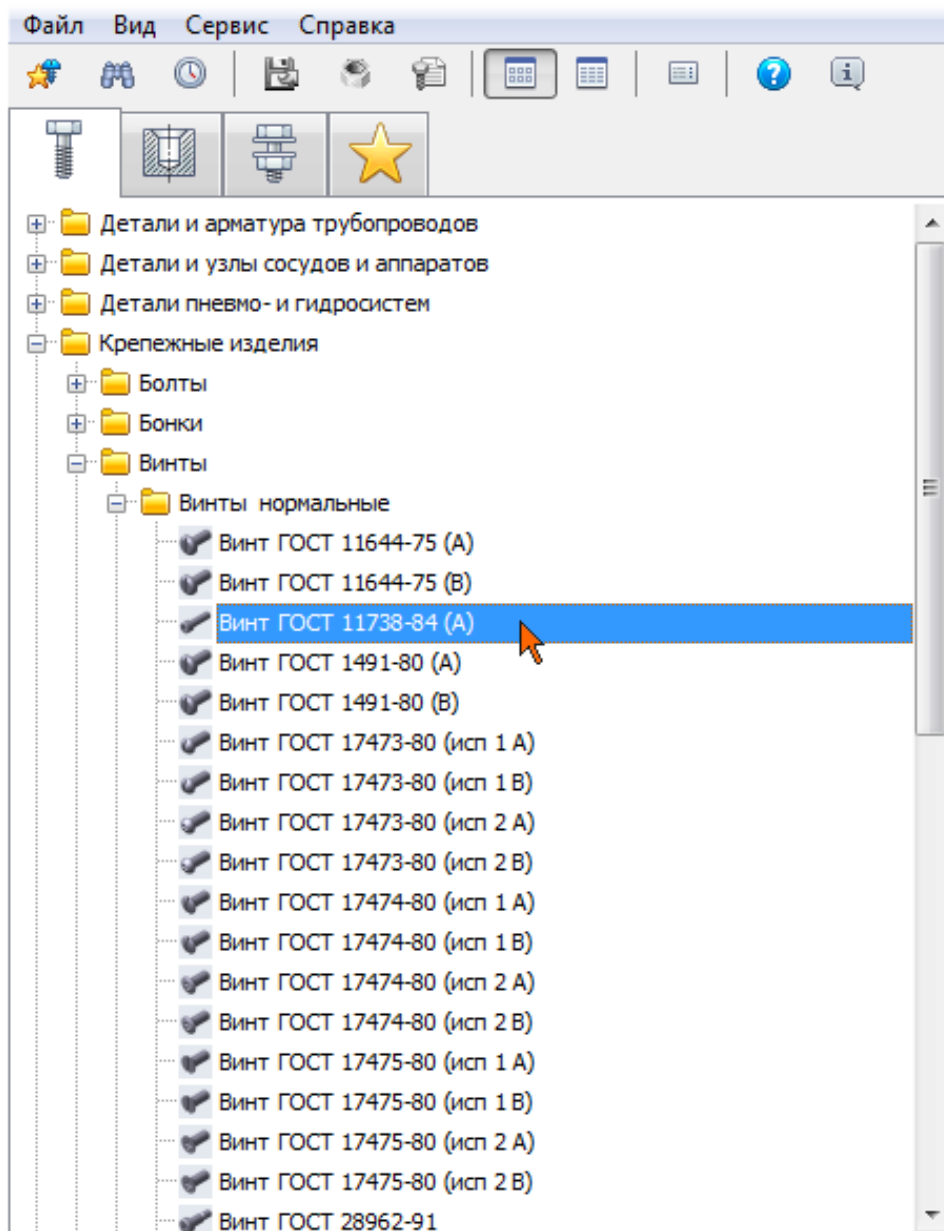 Файл Вид Сервис Справка
Детали и арматура трубопроводов
Детали и узлы сосудов и аппаратов
Детали пневмо- и гидросистем
Крепежные изделия
Болты
Бонки
Винты
Винты нормальные
Винт ГОСТ 11644-75 (A)
Винт ГОСТ 11644-75 (B)
Винт ГОСТ 11738-84 (A)
Винт ГОСТ 1491-80 (A)
Винт ГОСТ 1491-80 (B)
Винт ГОСТ 17473-80 (исп 1 A)
Винт ГОСТ 17473-80 (исп 1 B)
Винт ГОСТ 17473-80 (исп 2 A)
Винт ГОСТ 17473-80 (исп 2 B)
Винт ГОСТ 17474-80 (исп 1 A)
Винт ГОСТ 17474-80 (исп 1 B)
Винт ГОСТ 17474-80 (исп 2 A)
Винт ГОСТ 17474-80 (исп 2 B)
Винт ГОСТ 17475-80 (исп 1 A)
Винт ГОСТ 17475-80 (исп 1 B)
Винт ГОСТ 17475-80 (исп 2 A)
Винт ГОСТ 17475-80 (исп 2 B)
Винт ГОСТ 28962-91